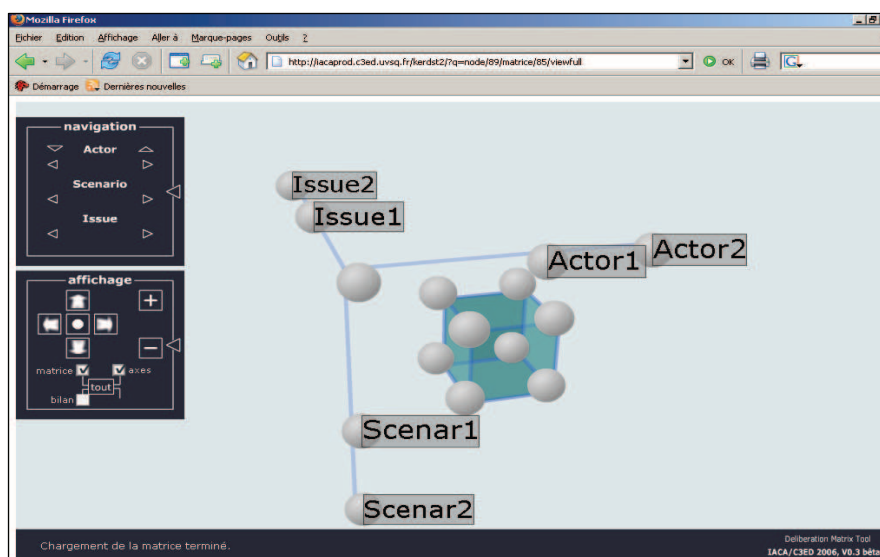 Mozilla Firefox
Fichier Edition Affichage Aller à Marque-pages Outils ?
http://iacaprod.c3ed.uvsq.fr/kerdst2/?q=node/89/matrice/85/viewfull OK G
Démarrage Dernières nouvelles
navigation
Actor
Scenario
Issue
affichage
+
−
matrice axes
tout
bilan
Issue2
Issue1
Actor1 Actor2
Scenar1
Scenar2
Chargement de la matrice terminé.
Deliberation Matrix Tool
IACA/C3ED 2006, V0.3 bêta